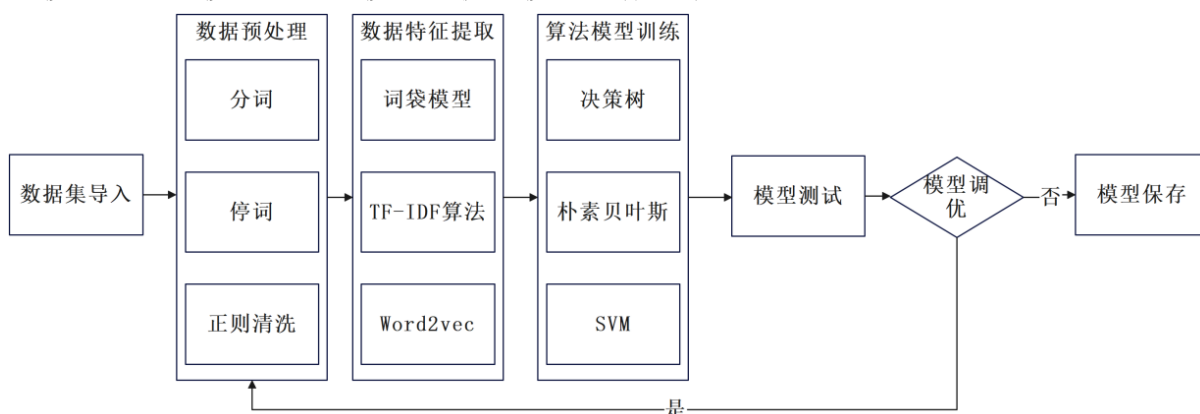 数据预处理
数据特征提取
算法模型训练
分词
词袋模型
决策树
数据集导入
停词
TF-IDF算法
朴素贝叶斯
模型测试
模型调
优
否
模型保存
正则清洗
Word2vec
SVM
是